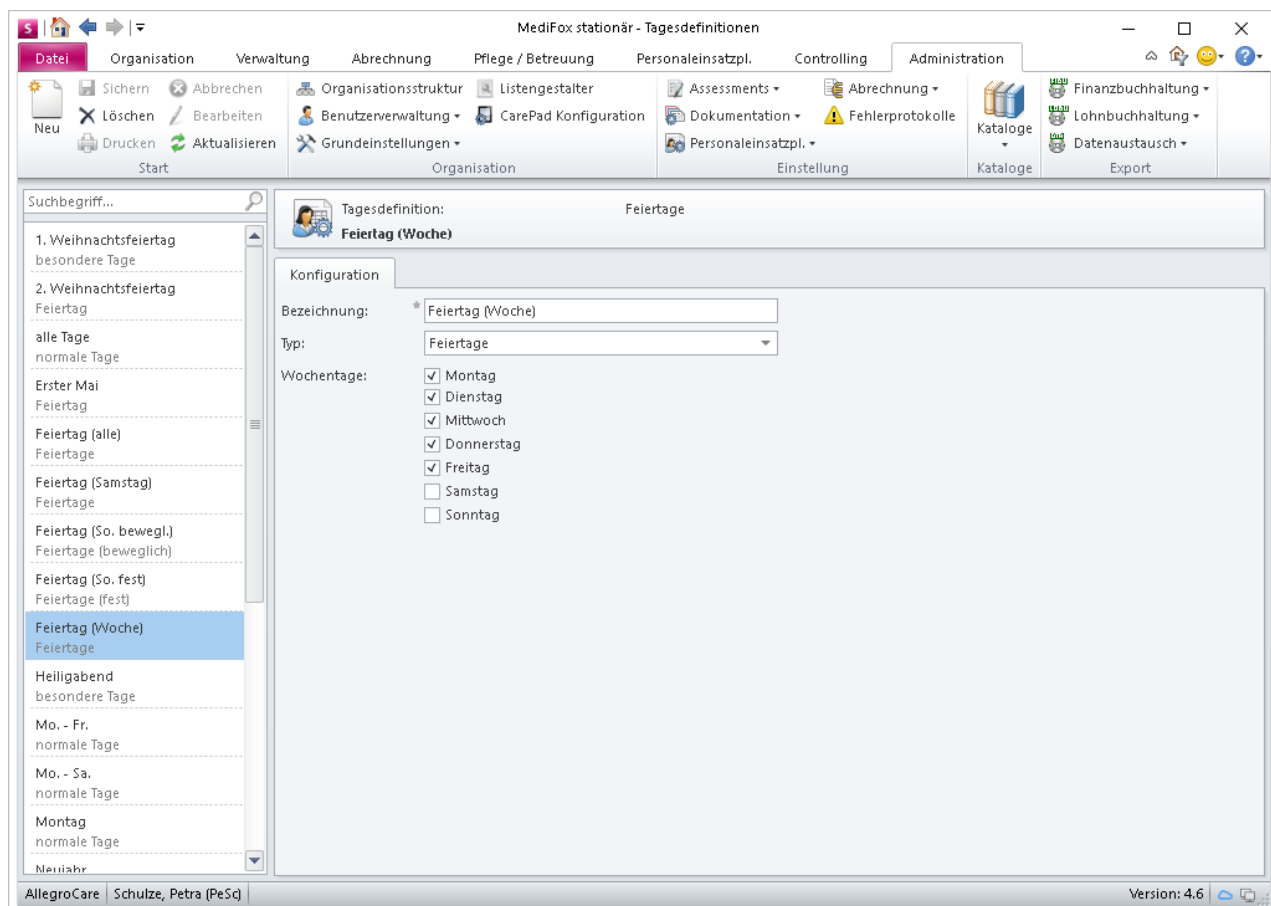 S
MediFox stationär - Tagesdefinitionen
Datei Organisation Verwaltung Abrechnung Pflege / Betreuung Personaleinsatzpl. Controlling Administration
Neu
Sichern Abbrechen
Löschen Bearbeiten
Drucken Aktualisieren
Start
Organisationsstruktur Listengestalter
Benutzerverwaltung CarePad Konfiguration
Grundeinstellungen
Organisation
Assessments Abrechnung
Dokumentation Fehlerprotokolle
Personaleinsatzpl.
Einstellung
Kataloge
Kataloge
Finanzbuchhaltung
Lohnbuchhaltung
Datenaustausch
Export
Suchbegriff...
1. Weihnachtsfeiertag
besondere Tage
2. Weihnachtsfeiertag
Feiertag
alle Tage
normale Tage
Erster Mai
Feiertag
Feiertag (alle)
Feiertage
Feiertag (Samstag)
Feiertage
Feiertag (So. bewegl.)
Feiertage (beweglich)
Feiertag (So. fest)
Feiertage (fest)
Feiertag (Woche)
Feiertage
Heiligabend
besondere Tage
Mo. - Fr.
normale Tage
Mo. - Sa.
normale Tage
Montag
normale Tage
Neujahr
Tagesdefinition: Feiertage
Feiertag (Woche)
Konfiguration
Bezeichnung: * Feiertag (Woche)
Typ: Feiertage
Wochentage: Montag
Dienstag
Mittwoch
Donnerstag
Freitag
Samstag
Sonntag
AllegroCare Schulze, Petra (PeSc) Version: 4.6